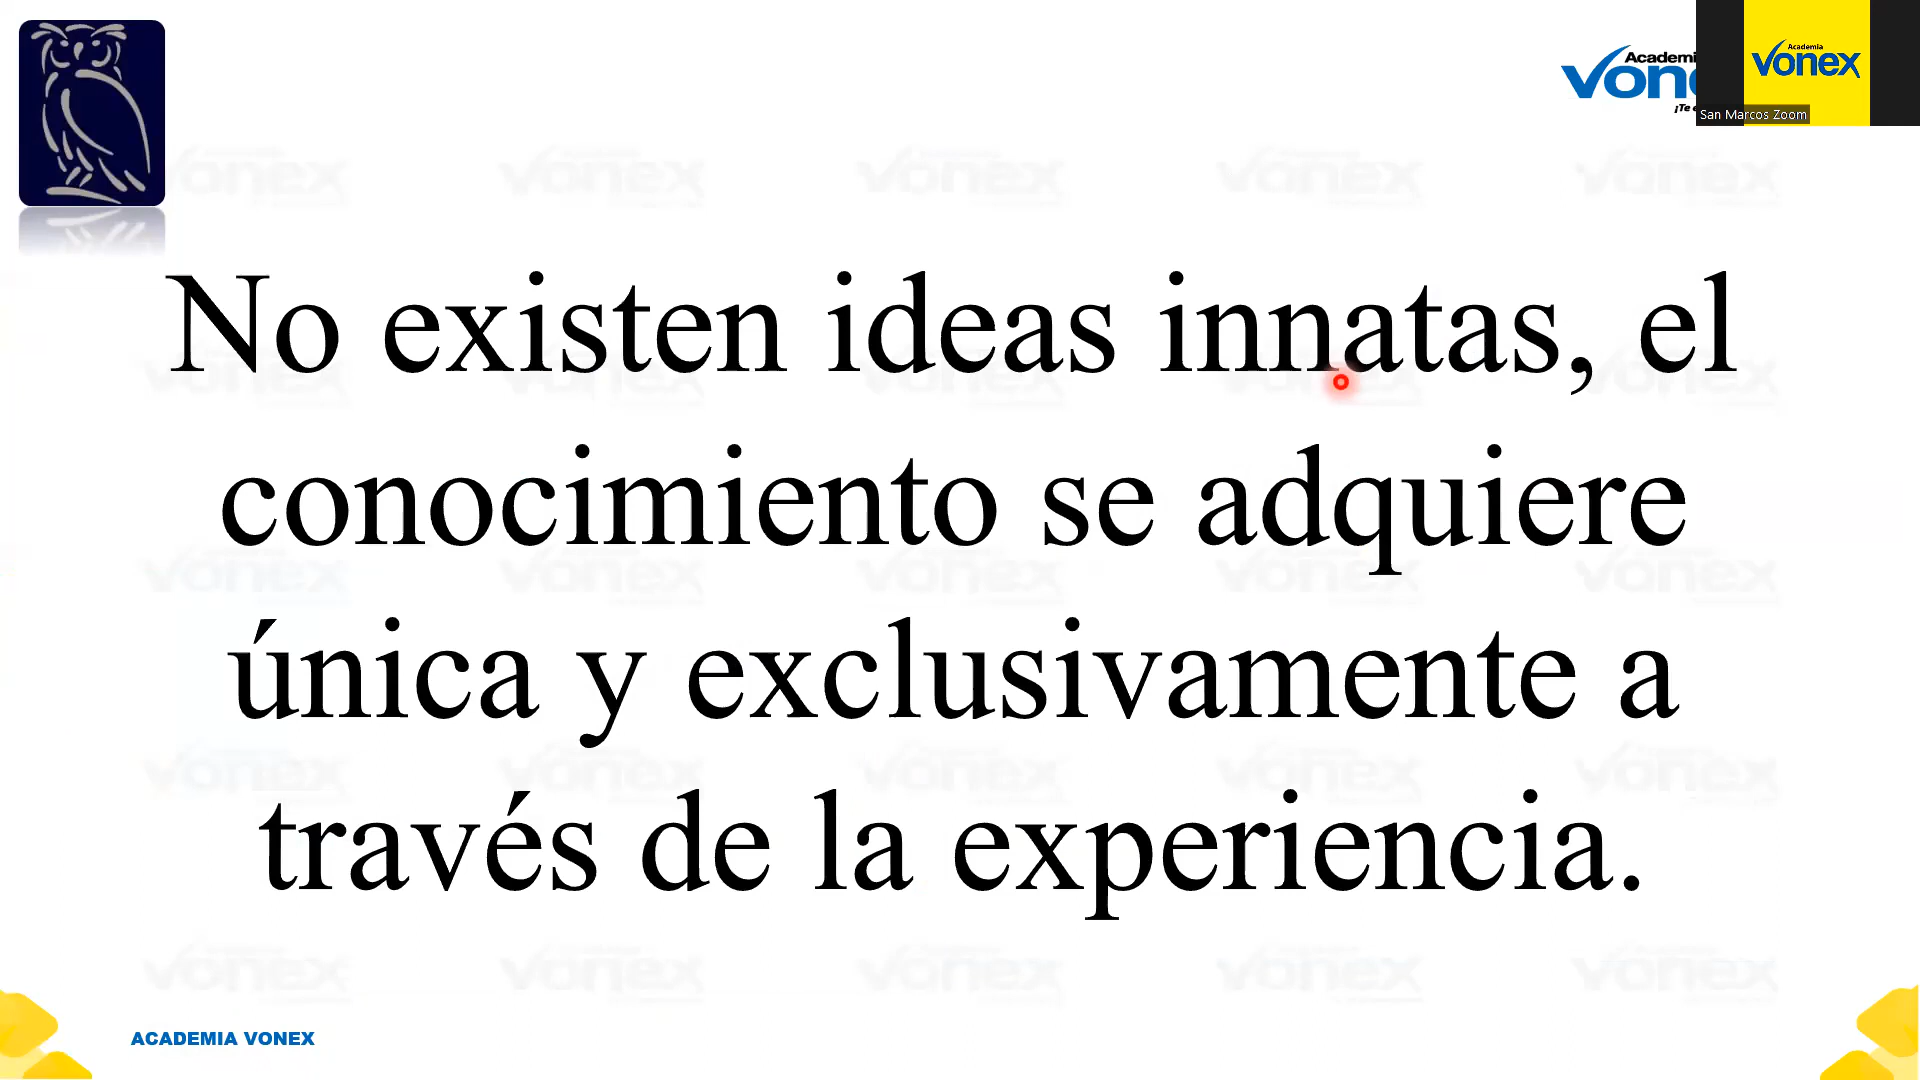 Academia
vonex
San Marcos Zoom
No existen ideas innatas, el
conocimiento se adquiere
única y exclusivamente a
través de la experiencia.
ACADEMIA VONEX